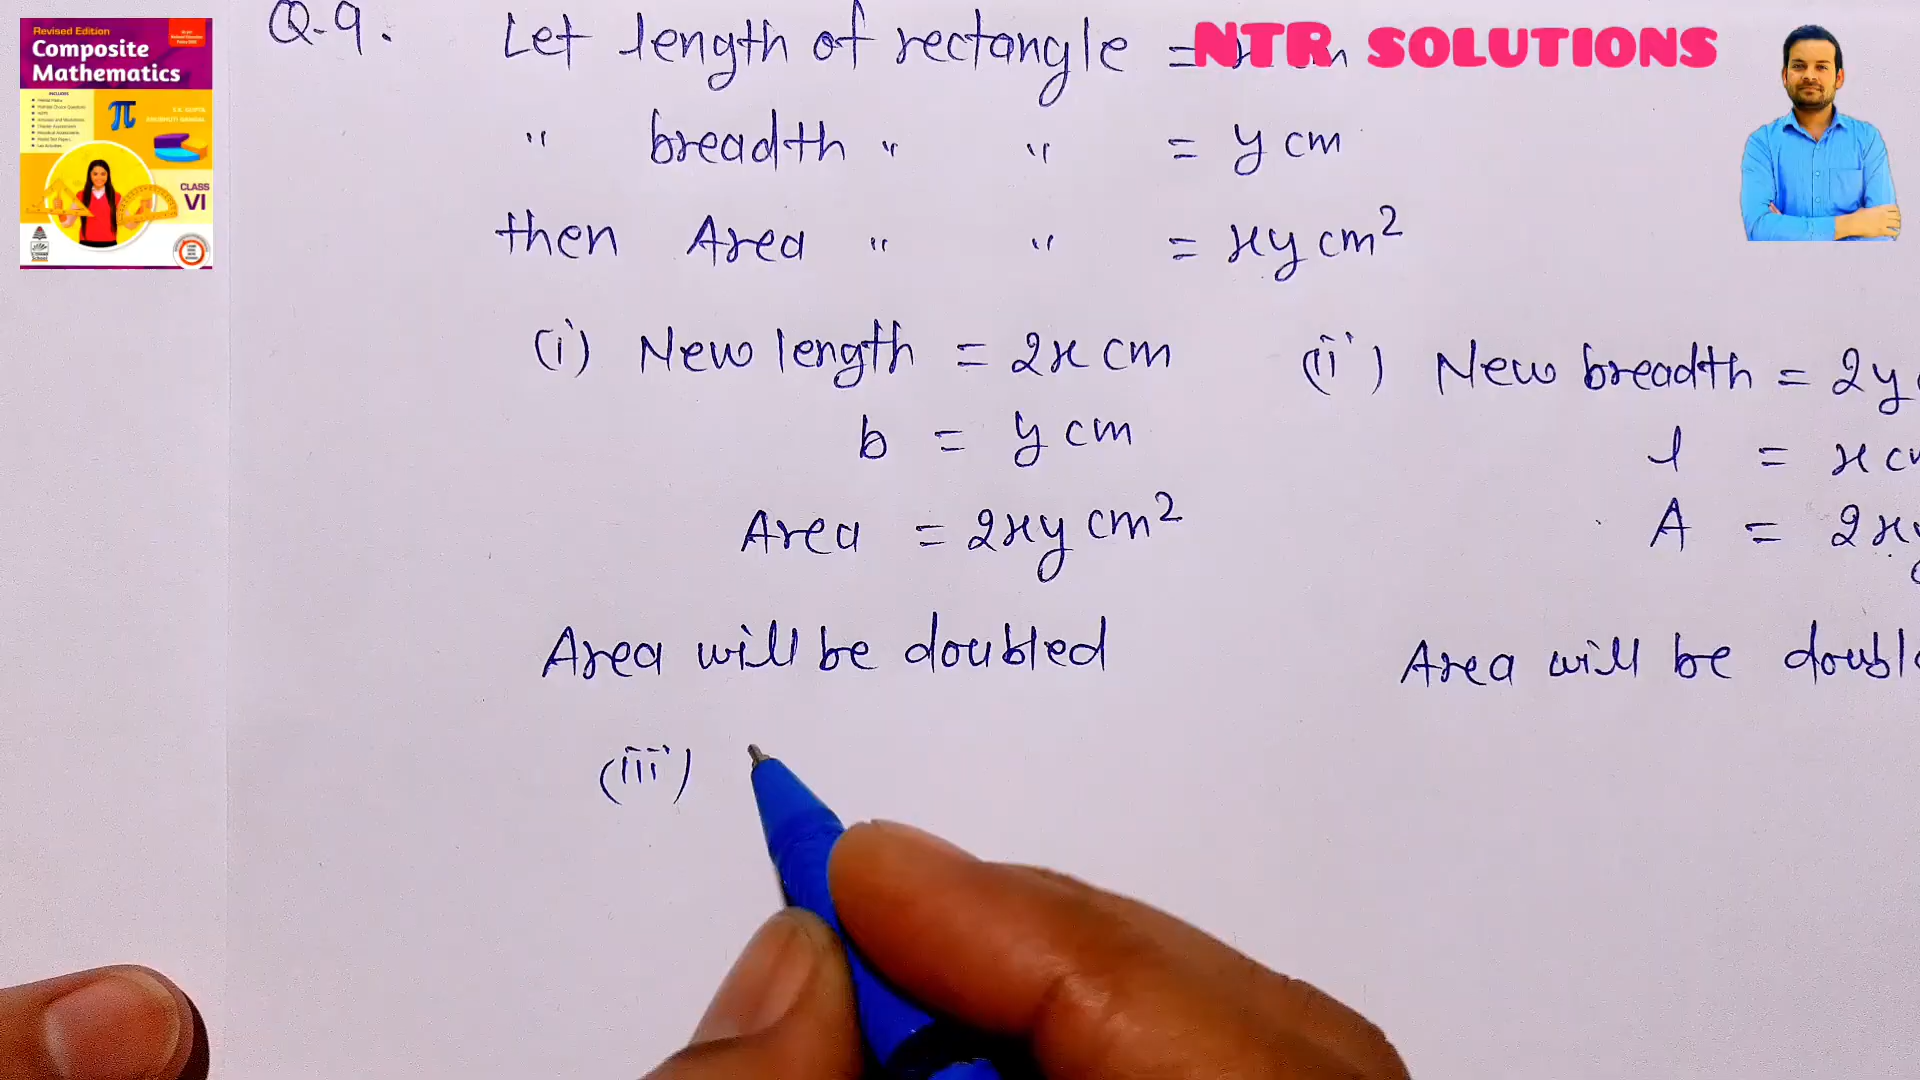 Revised Edition
Composite
Mathematics
CLASS
VI
NTR SOLUTIONS
Q.9. Let length of rectangle = x cm
" breadth " " = y cm
then Area " " = xy cm²
(i) New length = 2x cm
b = y cm
Area = 2xy cm²
Area will be doubled
(ii) New breadth = 2y
l = x
A = 2xy
Area will be
(iii)